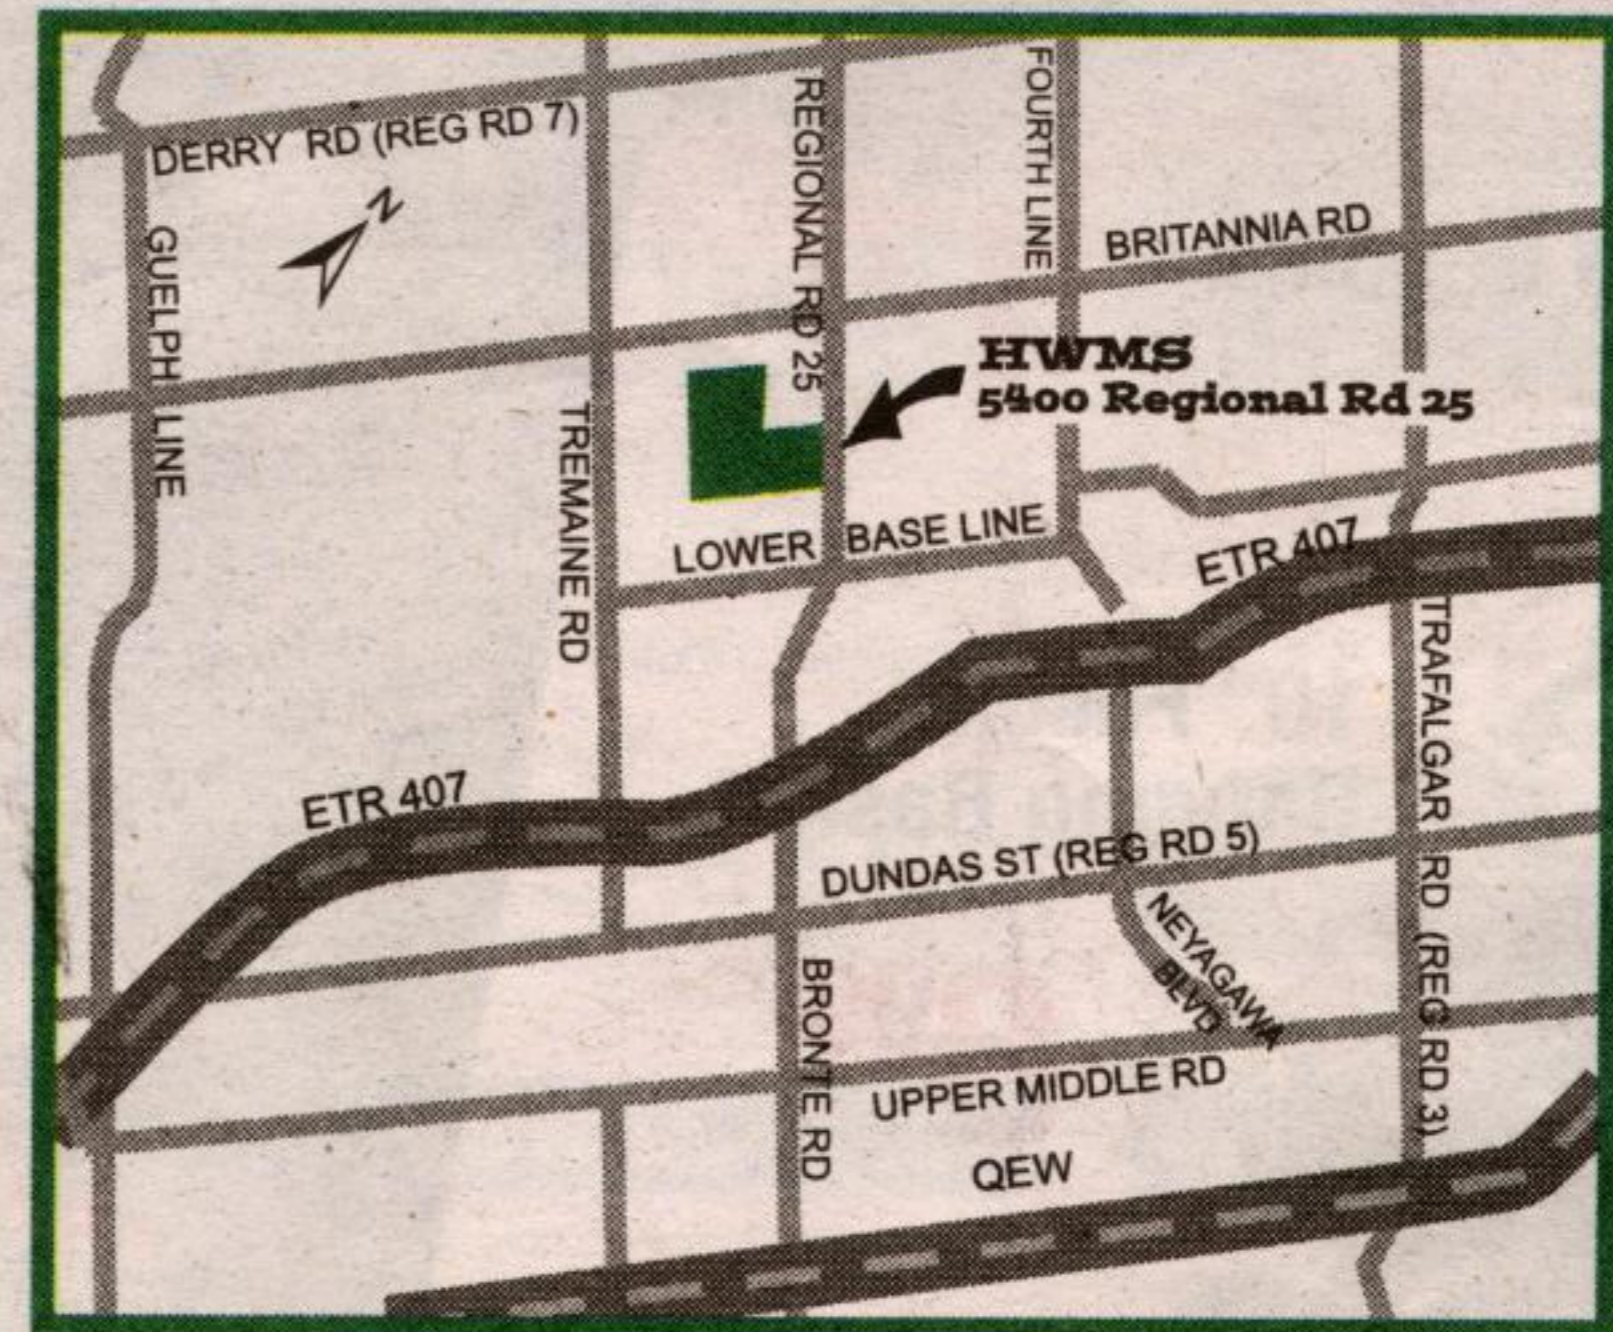 DERRY RD (REG RD 7)
N
GUELPH LINE
TREMAINE RD
REGIONAL RD 25
FOURTH LINE
BRITANNIA RD
HWMS
5400 Regional Rd 25
LOWER BASE LINE
ETR 407
ETR 407
TRAFALGAR RD (REG RD 3)
DUNDAS ST (REG RD 5)
NEYAGAWA
BLVD
BRONTE RD
UPPER MIDDLE RD
QEW